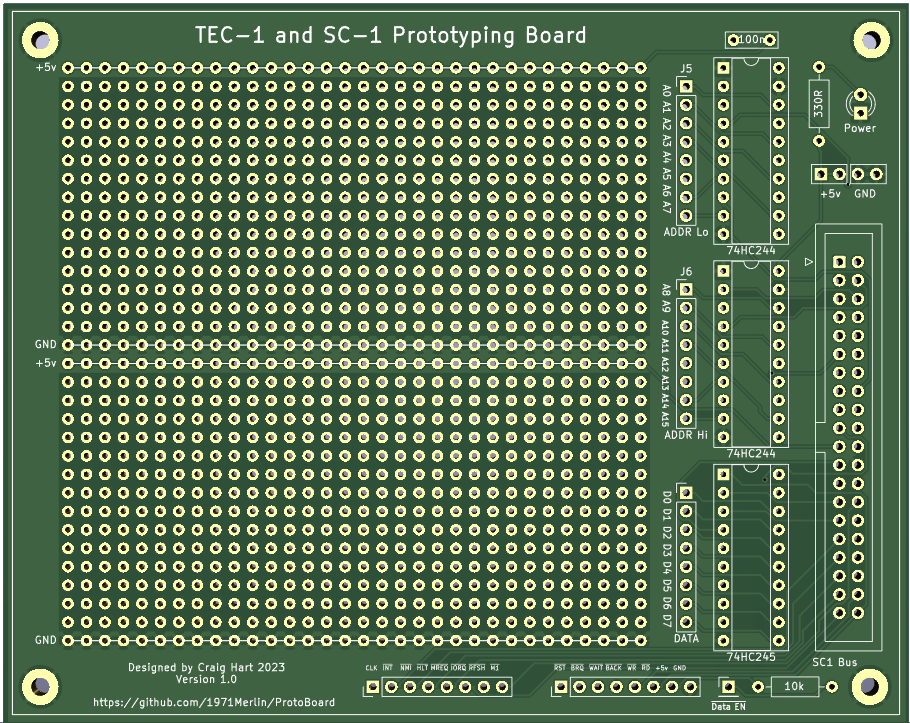 TEC-1 and SC-1 Prototyping Board
100n
+5v
J5
A0 A1 A2 A3 A4 A5 A6 A7
ADDR Lo
74HC244
330R
Power
+5v GND
J6
A8 A9 A10 A11 A12 A13 A14 A15
ADDR Hi
74HC244
GND
+5v
D0 D1 D2 D3 D4 D5 D6 D7
DATA
74HC245
SC1 Bus
GND
Designed by Craig Hart 2023
Version 1.0
https://github.com/1971Merlin/ProtoBoard
CLK INT NMI HLT MREQ IORQ RFSH M1
RST BRQ WAIT BACK WR RD +5v GND
Data EN
10k